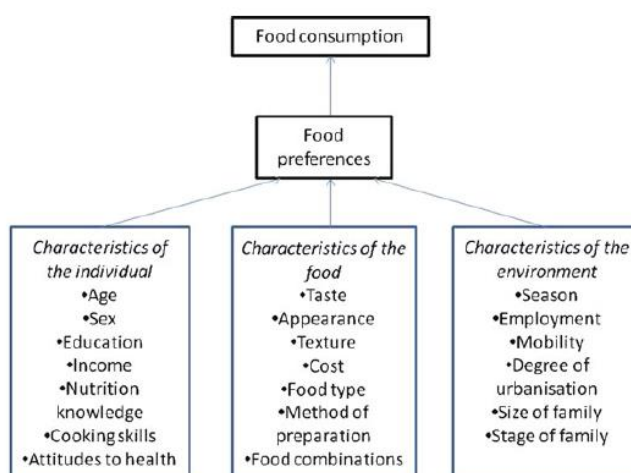 Food consumption
Food
preferences
Characteristics of
the individual
•Age
•Sex
•Education
•Income
•Nutrition
knowledge
•Cooking skills
•Attitudes to health
Characteristics of the
food
•Taste
•Appearance
•Texture
•Cost
•Food type
•Method of
preparation
•Food combinations
Characteristics of the
environment
•Season
•Employment
•Mobility
•Degree of
urbanisation
•Size of family
•Stage of family